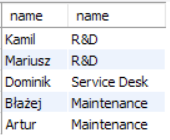 name name
Kamil R&D
Mariusz R&D
Dominik Service Desk
Błażej Maintenance
Artur Maintenance